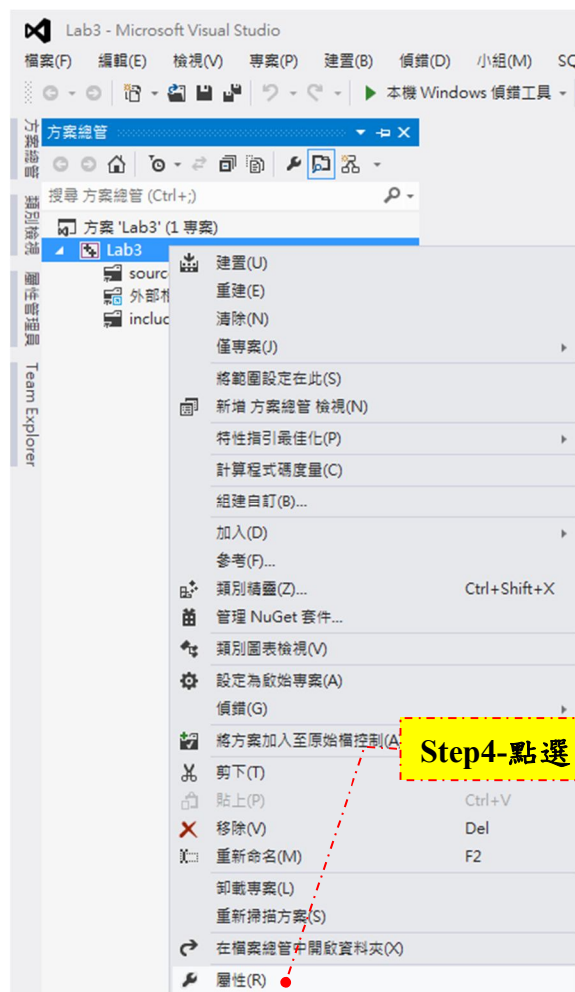 Lab3 - Microsoft Visual Studio
檔案(F) 編輯(E) 檢視(V) 專案(P) 建置(B) 偵錯(D) 小組(M) SQ
本機 Windows 偵錯工具
方案總管
類別檢視
屬性管理員
Team Explorer
方案總管
搜尋 方案總管 (Ctrl+;)
方案 'Lab3' (1 專案)
Lab3
sourc
外部相
includ
建置(U)
重建(E)
清除(N)
僅專案(J)
將範圍設定在此(S)
新增 方案總管 檢視(N)
特性指引最佳化(P)
計算程式碼度量(C)
組建自訂(B)...
加入(D)
參考(F)...
類別精靈(Z)... Ctrl+Shift+X
管理 NuGet 套件...
類別圖表檢視(V)
設定為啟始專案(A)
偵錯(G)
將方案加入至原始檔控制(A
Step4-點選
剪下(T)
貼上(P) Ctrl+V
移除(V) Del
重新命名(M) F2
卸載專案(L)
重新掃描方案(S)
在檔案總管中開啟資料夾(X)
屬性(R)